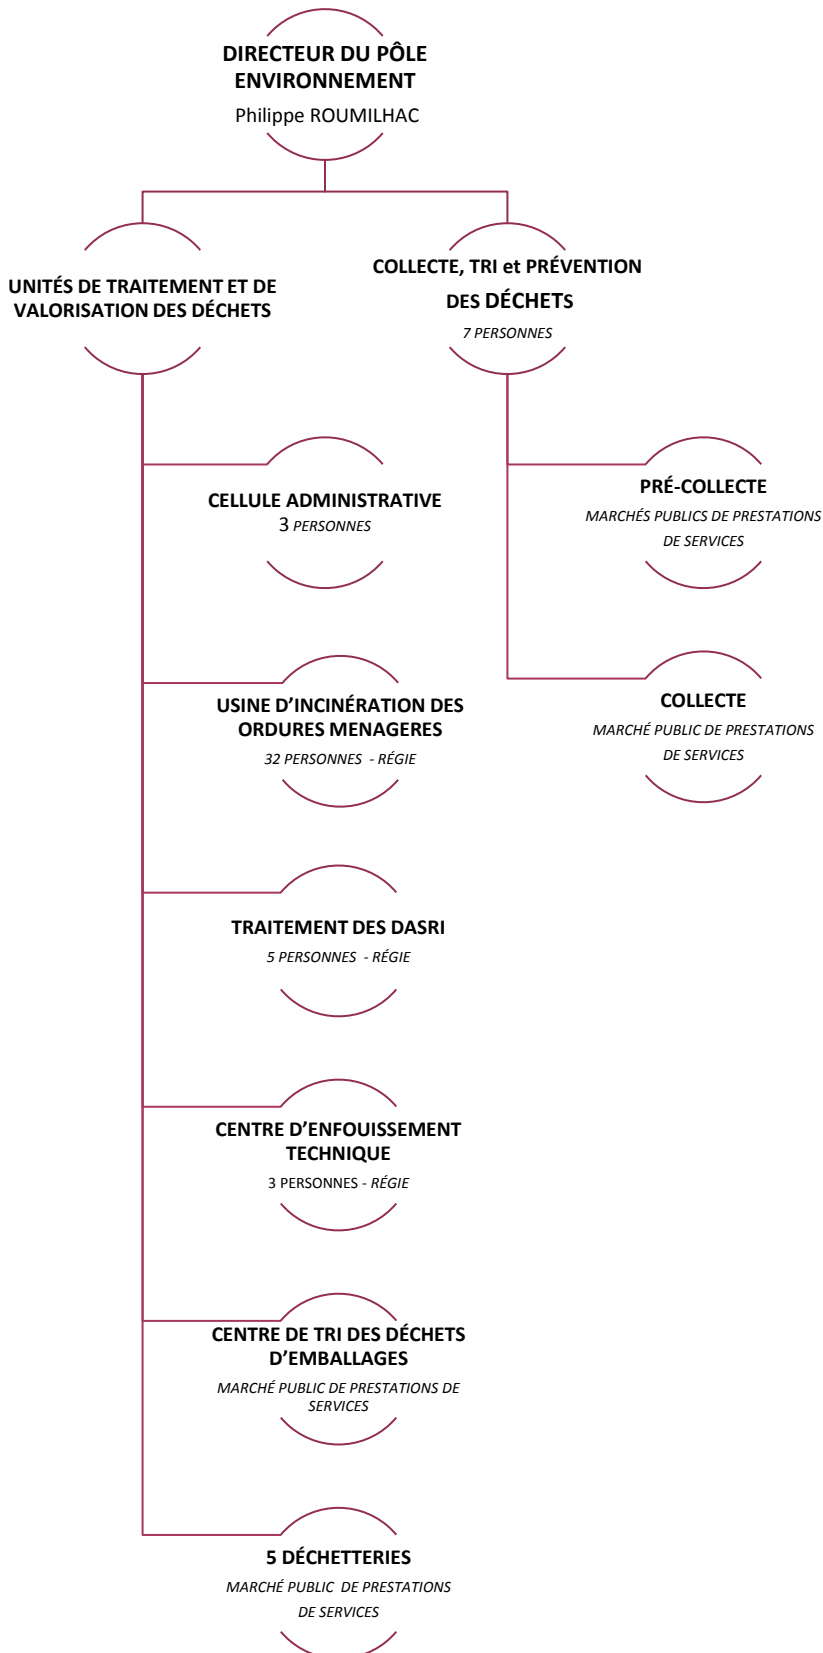 DIRECTEUR DU PÔLE
ENVIRONNEMENT
Philippe ROUMILHAC
UNITÉS DE TRAITEMENT ET DE
VALORISATION DES DÉCHETS
COLLECTE, TRI et PRÉVENTION
DES DÉCHETS
7 PERSONNES
CELLULE ADMINISTRATIVE
3 PERSONNES
PRÉ-COLLECTE
MARCHÉS PUBLICS DE PRESTATIONS
DE SERVICES
USINE D’INCINÉRATION DES
ORDURES MENAGERES
32 PERSONNES - RÉGIE
COLLECTE
MARCHÉ PUBLIC DE PRESTATIONS
DE SERVICES
TRAITEMENT DES DASRI
5 PERSONNES - RÉGIE
CENTRE D’ENFOUISSEMENT
TECHNIQUE
3 PERSONNES - RÉGIE
CENTRE DE TRI DES DÉCHETS
D’EMBALLAGES
MARCHÉ PUBLIC DE PRESTATIONS DE
SERVICES
5 DÉCHETTERIES
MARCHÉ PUBLIC DE PRESTATIONS
DE SERVICES